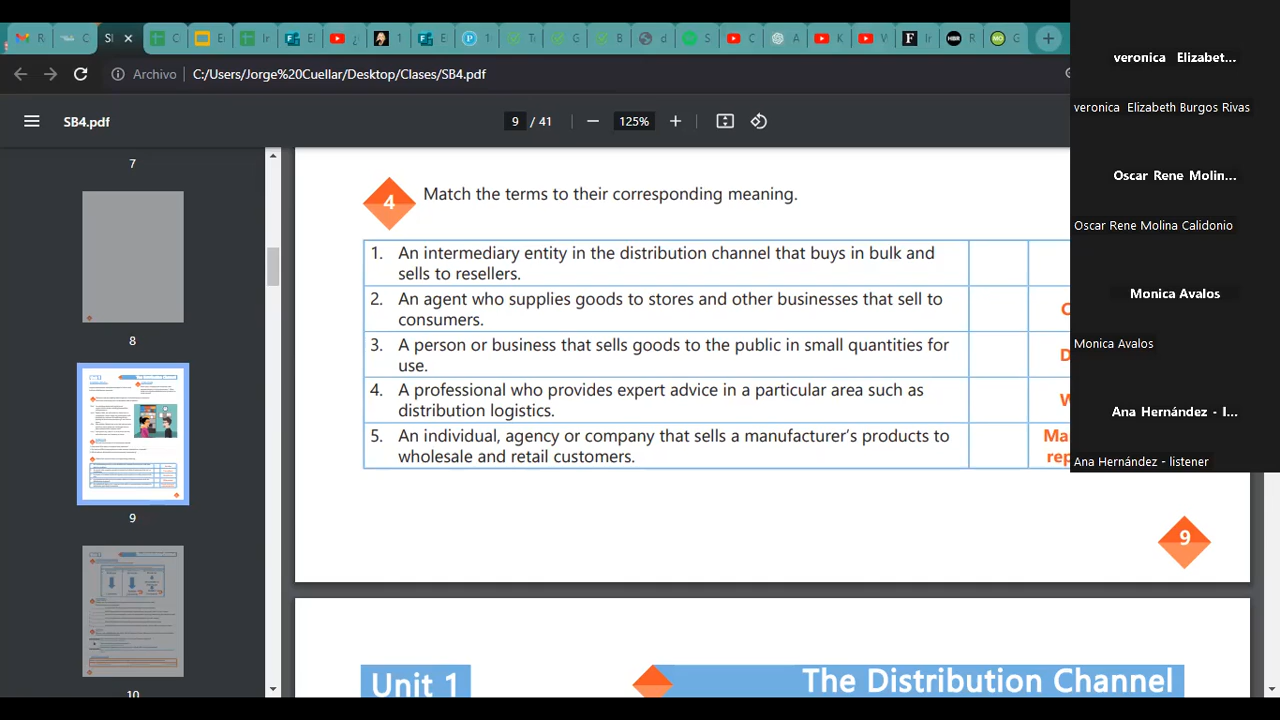 Archivo C:/Users/Jorge%20Cuellar/Desktop/Clases/SB4.pdf
SB4.pdf
9 / 41
125%
7
8
9
10
4
Match the terms to their corresponding meaning.
1. An intermediary entity in the distribution channel that buys in bulk and
sells to resellers.
2. An agent who supplies goods to stores and other businesses that sell to
consumers.
3. A person or business that sells goods to the public in small quantities for
use.
4. A professional who provides expert advice in a particular area such as
distribution logistics.
5. An individual, agency or company that sells a manufacturer's products to
wholesale and retail customers.
C
D
W
Ma
rep
9
Unit 1
The Distribution Channel
veronica Elizabet...
veronica Elizabeth Burgos Rivas
Oscar Rene Molin...
Oscar Rene Molina Calidonio
Monica Avalos
Monica Avalos
Ana Hernández - l...
Ana Hernández - listener